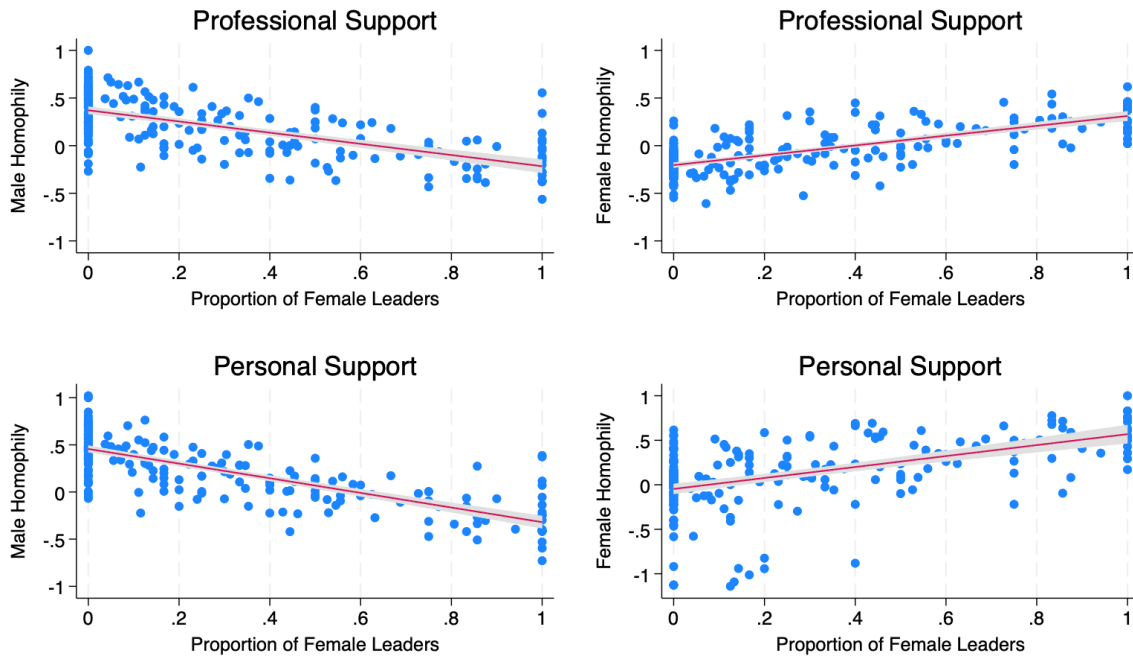 Professional Support
Male Homophily
1
.5
0
-.5
-1
0 .2 .4 .6 .8 1
Proportion of Female Leaders
Professional Support
Female Homophily
1
.5
0
-.5
-1
0 .2 .4 .6 .8 1
Proportion of Female Leaders
Personal Support
Male Homophily
1
.5
0
-.5
-1
0 .2 .4 .6 .8 1
Proportion of Female Leaders
Personal Support
Female Homophily
1
.5
0
-.5
-1
0 .2 .4 .6 .8 1
Proportion of Female Leaders